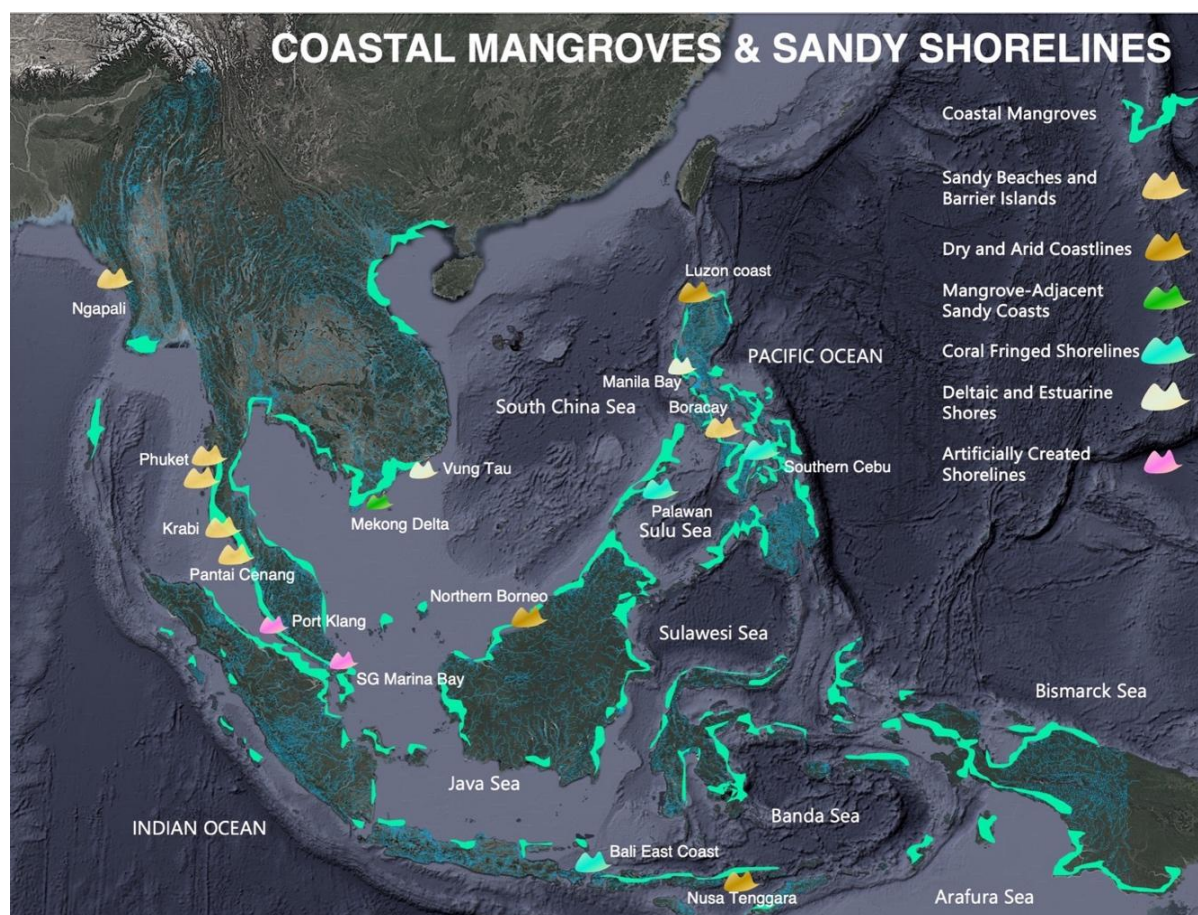 COASTAL MANGROVES & SANDY SHORELINES
Coastal Mangroves
Sandy Beaches and
Barrier Islands
Dry and Arid Coastlines
Mangrove-Adjacent
Sandy Coasts
Coral Fringed Shorelines
Deltaic and Estuarine
Shores
Artificially Created
Shorelines
Luzon coast
Ngapali
PACIFIC OCEAN
Manila Bay
South China Sea
Boracay
Phuket
Vung Tau
Southern Cebu
Mekong Delta
Palawan
Krabi
Sulu Sea
Pantai Cenang
Northern Borneo
Port Klang
Sulawesi Sea
SG Marina Bay
Bismarck Sea
Java Sea
Banda Sea
INDIAN OCEAN
Bali East Coast
Nusa Tenggara
Arafura Sea